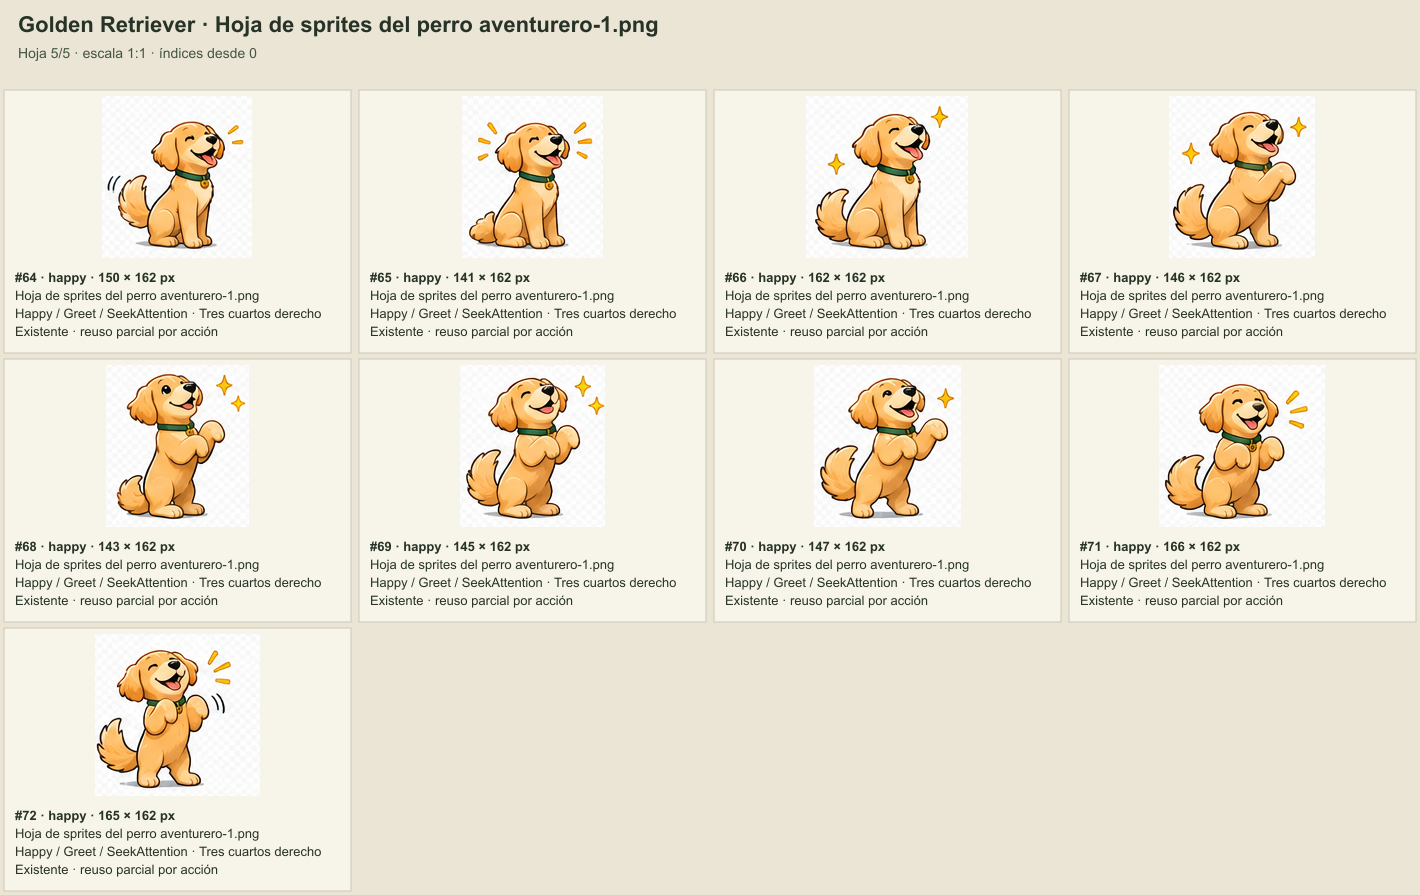 Golden Retriever · Hoja de sprites del perro aventurero-1.png
Hoja 5/5 · escala 1:1 · índices desde 0
#64 · happy · 150 × 162 px
Hoja de sprites del perro aventurero-1.png
Happy / Greet / SeekAttention · Tres cuartos derecho
Existente · reuso parcial por acción
#65 · happy · 141 × 162 px
Hoja de sprites del perro aventurero-1.png
Happy / Greet / SeekAttention · Tres cuartos derecho
Existente · reuso parcial por acción
#66 · happy · 162 × 162 px
Hoja de sprites del perro aventurero-1.png
Happy / Greet / SeekAttention · Tres cuartos derecho
Existente · reuso parcial por acción
#67 · happy · 146 × 162 px
Hoja de sprites del perro aventurero-1.png
Happy / Greet / SeekAttention · Tres cuartos derecho
Existente · reuso parcial por acción
#68 · happy · 143 × 162 px
Hoja de sprites del perro aventurero-1.png
Happy / Greet / SeekAttention · Tres cuartos derecho
Existente · reuso parcial por acción
#69 · happy · 145 × 162 px
Hoja de sprites del perro aventurero-1.png
Happy / Greet / SeekAttention · Tres cuartos derecho
Existente · reuso parcial por acción
#70 · happy · 147 × 162 px
Hoja de sprites del perro aventurero-1.png
Happy / Greet / SeekAttention · Tres cuartos derecho
Existente · reuso parcial por acción
#71 · happy · 166 × 162 px
Hoja de sprites del perro aventurero-1.png
Happy / Greet / SeekAttention · Tres cuartos derecho
Existente · reuso parcial por acción
#72 · happy · 165 × 162 px
Hoja de sprites del perro aventurero-1.png
Happy / Greet / SeekAttention · Tres cuartos derecho
Existente · reuso parcial por acción